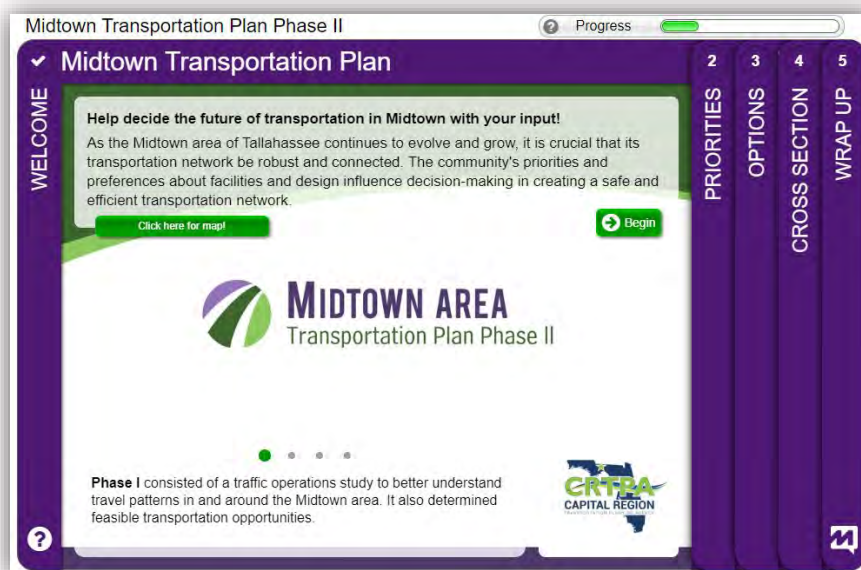 Midtown Transportation Plan Phase II
Progress
Midtown Transportation Plan
WELCOME
Help decide the future of transportation in Midtown with your input!
As the Midtown area of Tallahassee continues to evolve and grow, it is crucial that its
transportation network be robust and connected. The community's priorities and
preferences about facilities and design influence decision-making in creating a safe and
efficient transportation network.
Click here for map!
Begin
MIDTOWN AREA
Transportation Plan Phase II
Phase I consisted of a traffic operations study to better understand
travel patterns in and around the Midtown area. It also determined
feasible transportation opportunities.
CRTPA
CAPITAL REGION
2
PRIORITIES
3
OPTIONS
4
CROSS SECTION
5
WRAP UP